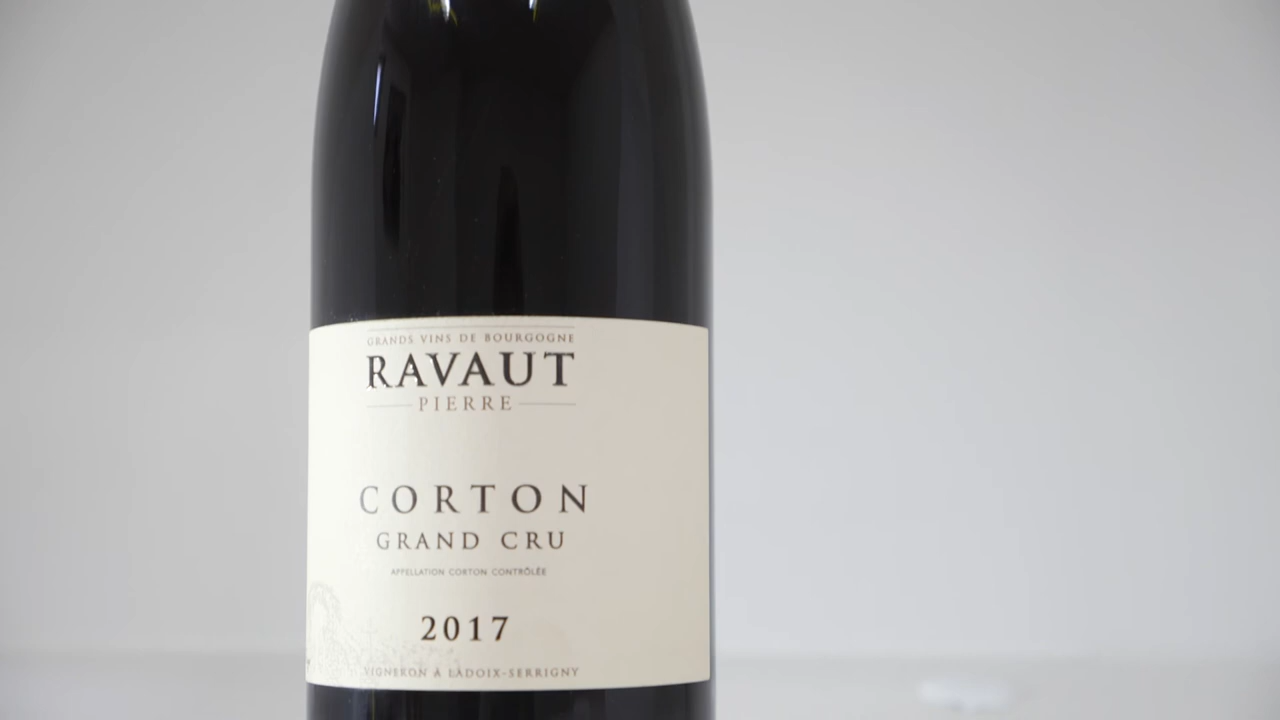 GRANDS VINS DE BOURGOGNE
RAVAUT
PIERRE
CORTON
GRAND CRU
APPELLATION CORTON CONTRÔLÉE
2017
VIGNERON À LADOIX-SERRIGNY